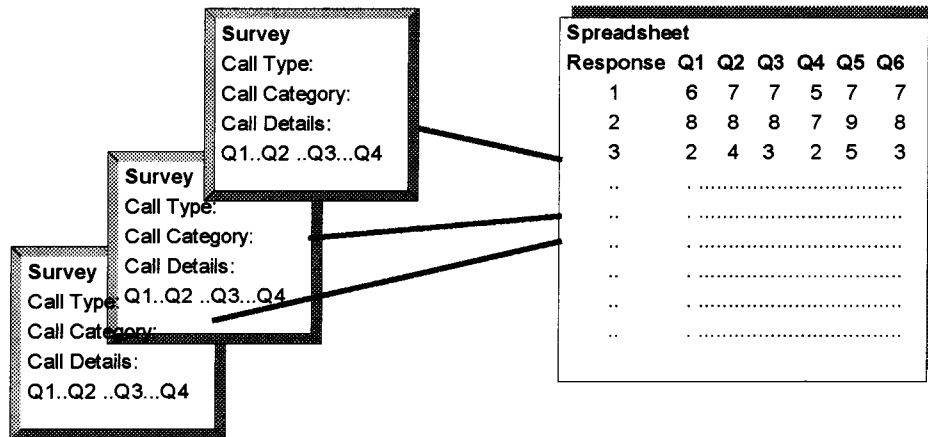 Survey
Call Type:
Call Category:
Call Details:
Q1..Q2 ..Q3...Q4
Survey
Call Type:
Call Category:
Call Details:
Q1..Q2 ..Q3...Q4
Survey
Call Type:
Call Category:
Call Details:
Q1..Q2 ..Q3...Q4
Spreadsheet
Response Q1 Q2 Q3 Q4 Q5 Q6
1 6 7 7 5 7 7
2 8 8 8 7 9 8
3 2 4 3 2 5 3
.. . ....................................
.. . ....................................
.. . ....................................
.. . ....................................
.. . ....................................
.. . ....................................